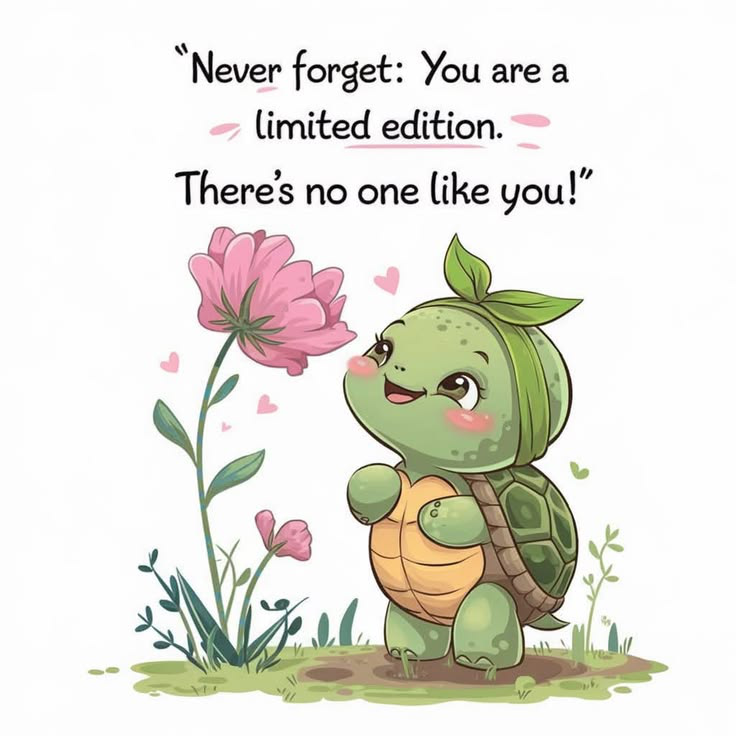 “Never forget: You are a
limited edition.
There's no one like you!”